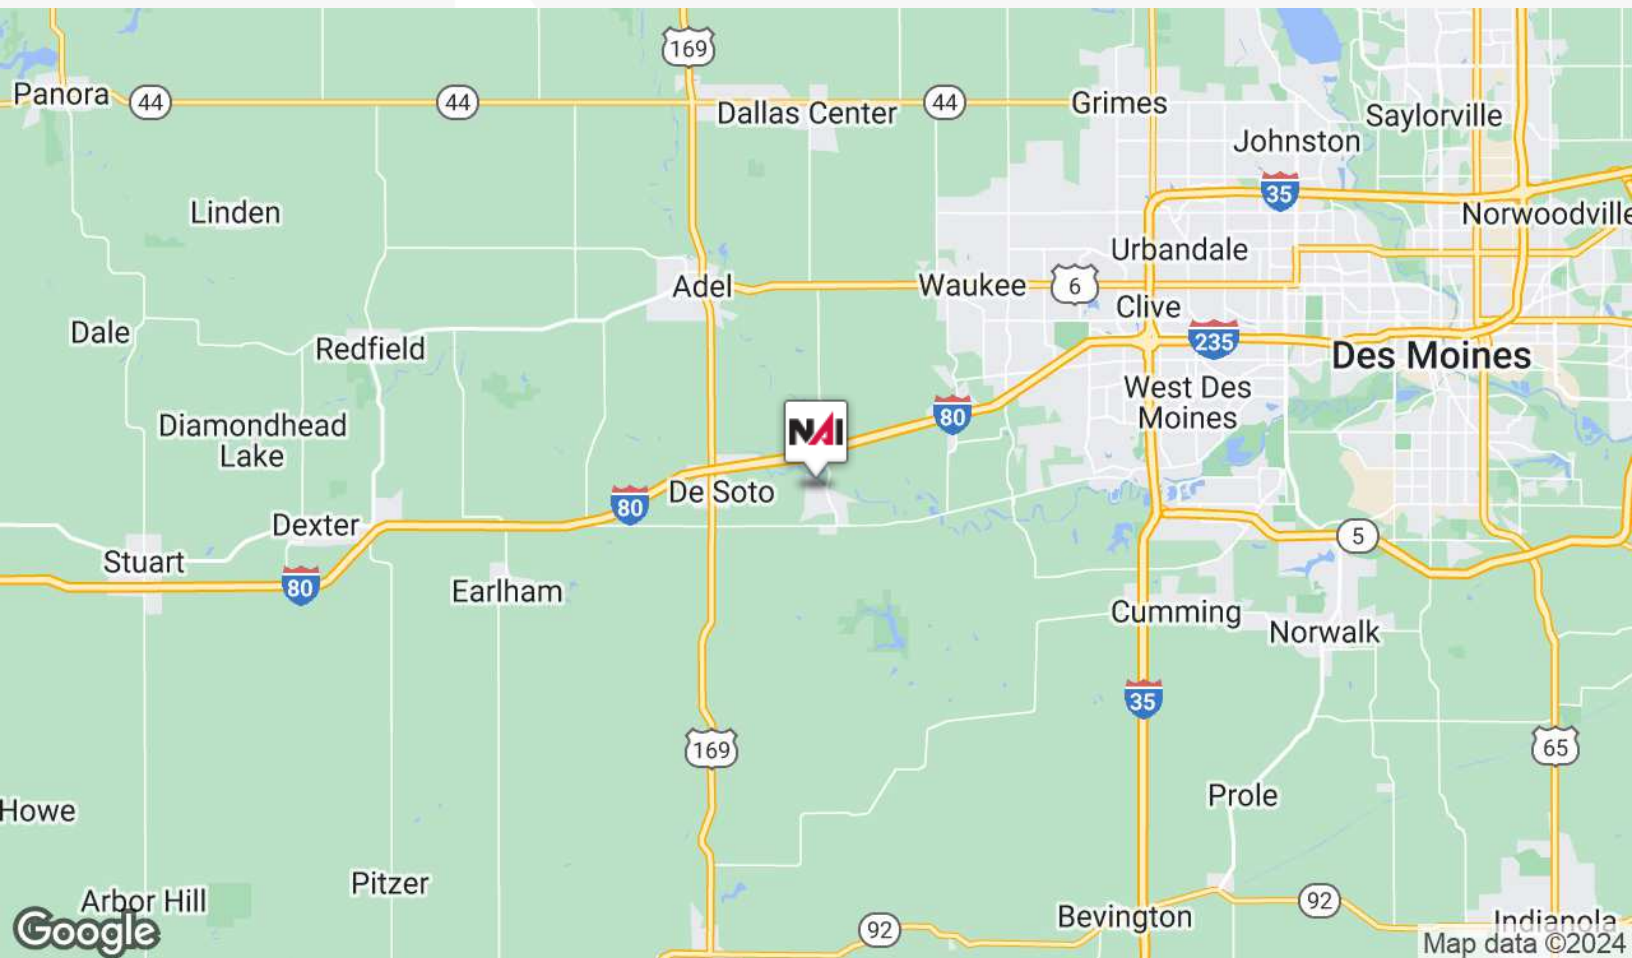 169
Panora
44
44
Dallas Center
44
Grimes
Saylorville
Johnston
35
Linden
Norwoodville
Urbandale
Adel
Waukee
6
Clive
Dale
Redfield
235
Des Moines
West Des
Moines
80
NAI
Diamondhead
Lake
De Soto
80
Dexter
5
Stuart
80
Earlham
Cumming
Norwalk
35
169
65
Prole
Howe
Pitzer
Arbor Hill
92
Bevington
92
Indianola
Google
Map data ©2024